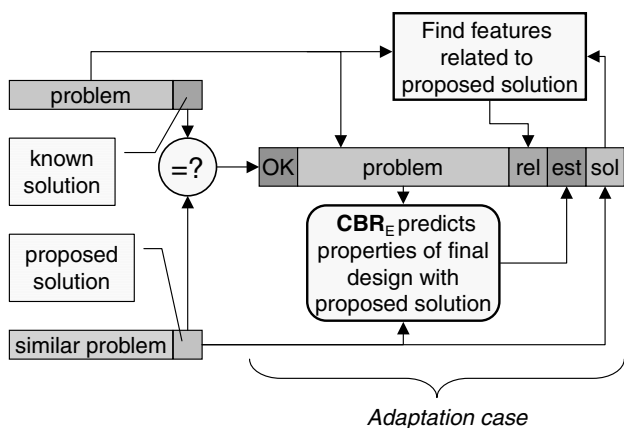 Find features
related to
proposed solution
problem
known
solution
=?
OK
problem
rel
est
sol
proposed
solution
CBRE predicts
properties of final
design with
proposed solution
similar problem
Adaptation case